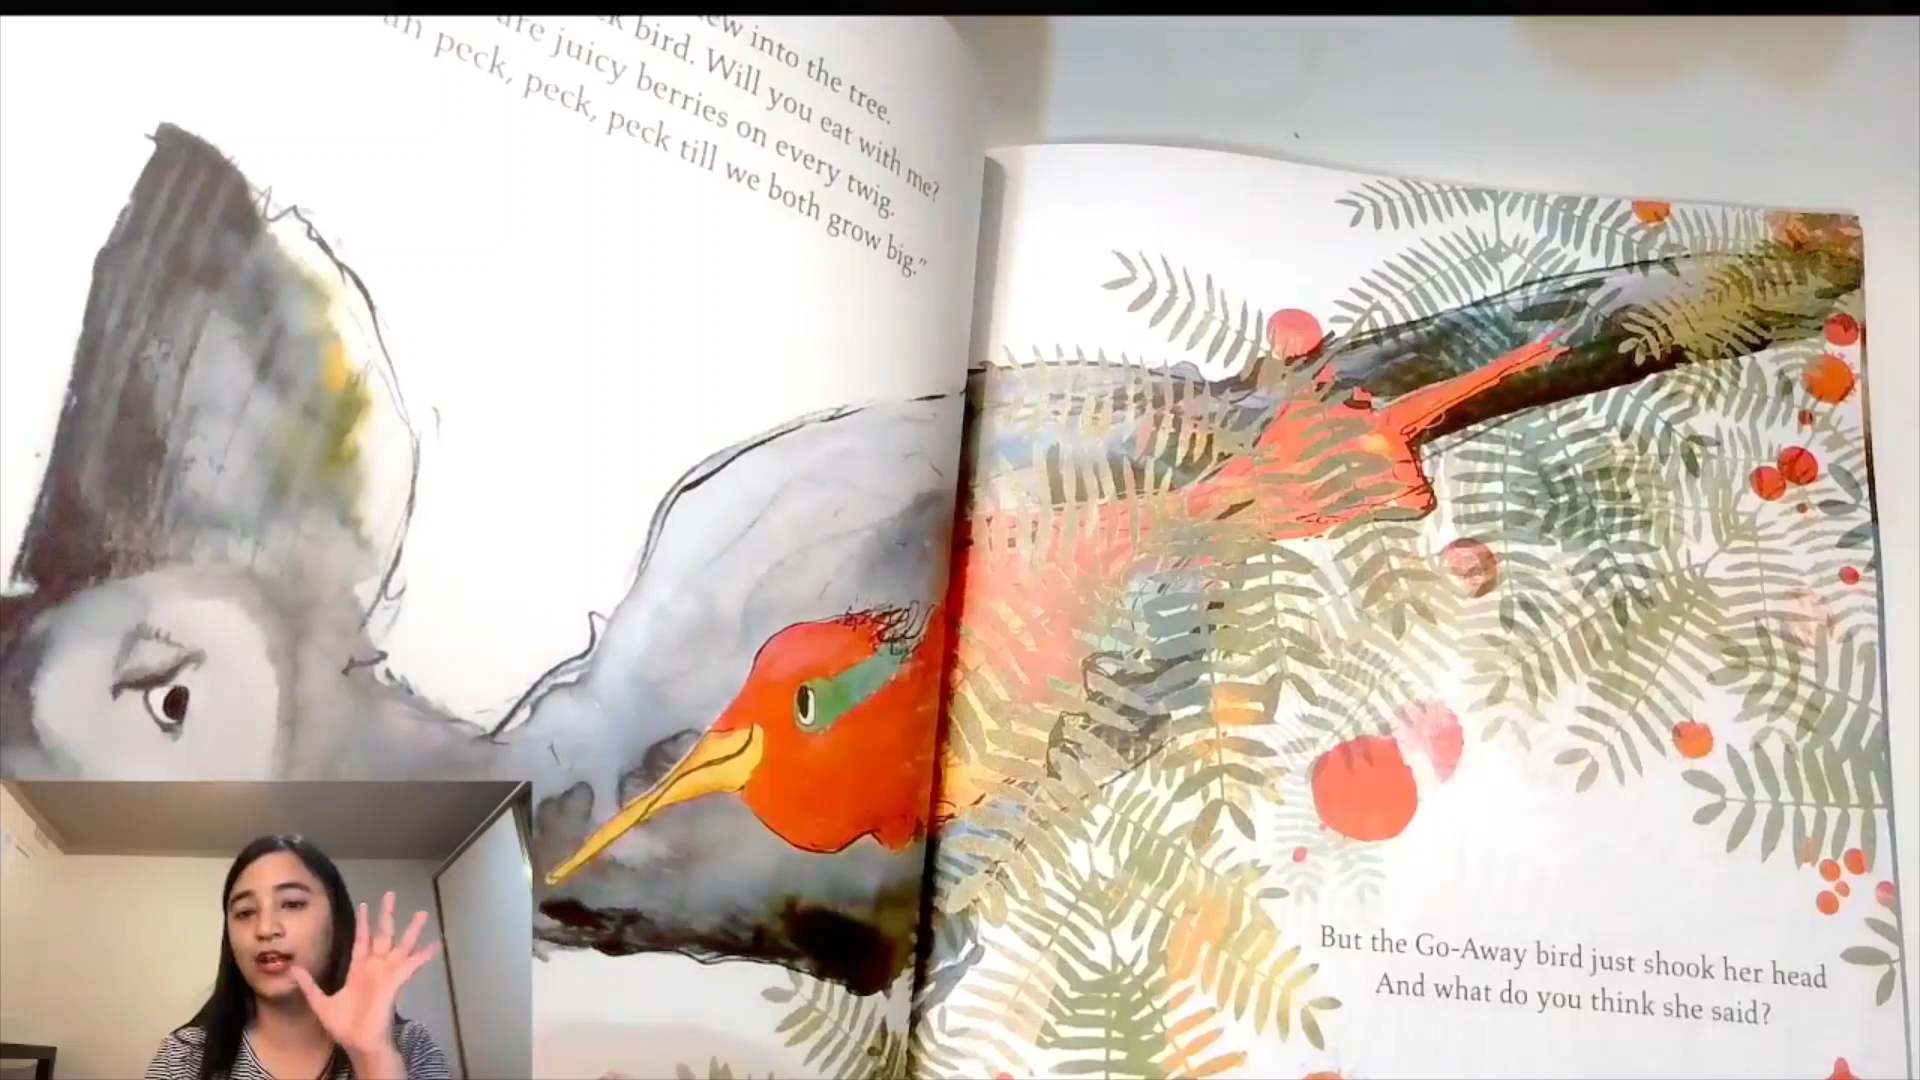 into the tree.
bird. Will you eat with me?
are juicy berries on every twig.
peck, peck, peck till we both grow big."
But the Go-Away bird just shook her head
And what do you think she said?